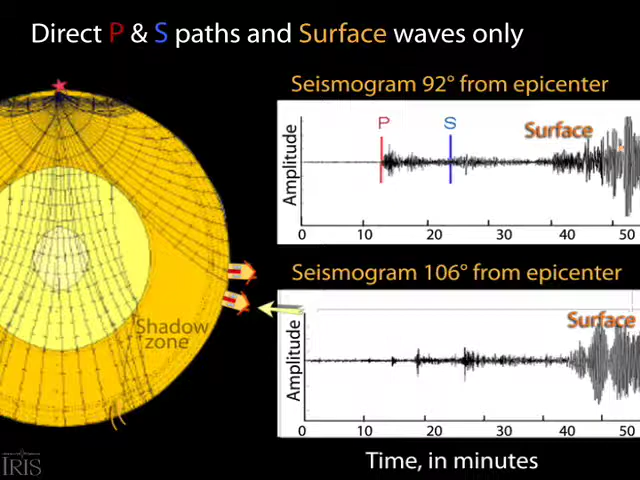 Direct P & S paths and Surface waves only
Seismogram 92° from epicenter
P
S
Surface
Amplitude
0 10 20 30 40 50
Seismogram 106° from epicenter
Surface
Amplitude
0 10 20 30 40 50
Time, in minutes
Shadow
zone
IRIS